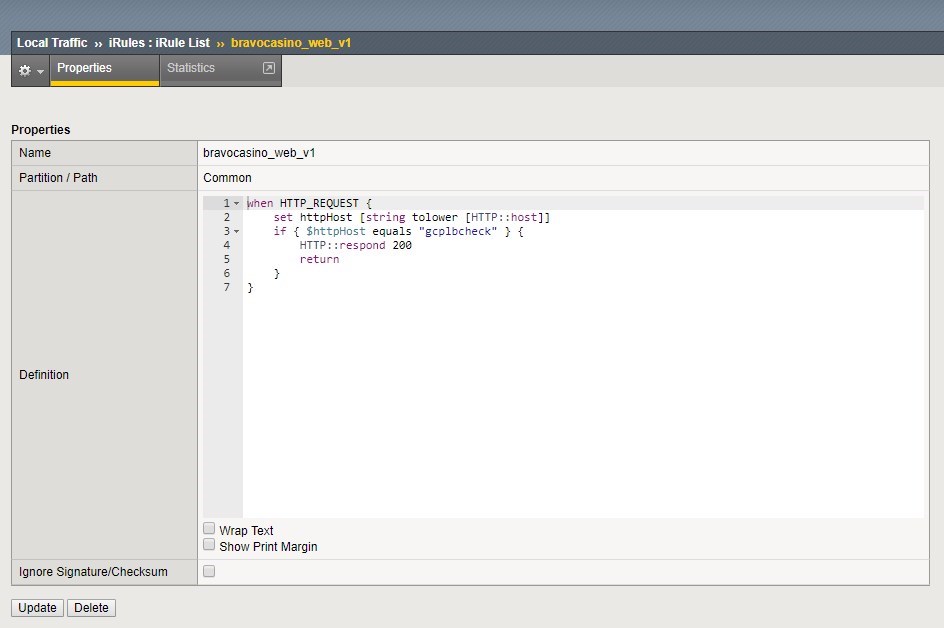 Local Traffic ›› iRules : iRule List ›› bravocasino_web_v1
Properties Statistics
Properties
Name bravocasino_web_v1
Partition / Path Common
Definition
1 when HTTP_REQUEST {
2     set httpHost [string tolower [HTTP::host]]
3     if { $httpHost equals "gcplbcheck" } {
4         HTTP::respond 200
5         return
6     }
7 }
Wrap Text
Show Print Margin
Ignore Signature/Checksum
Update Delete